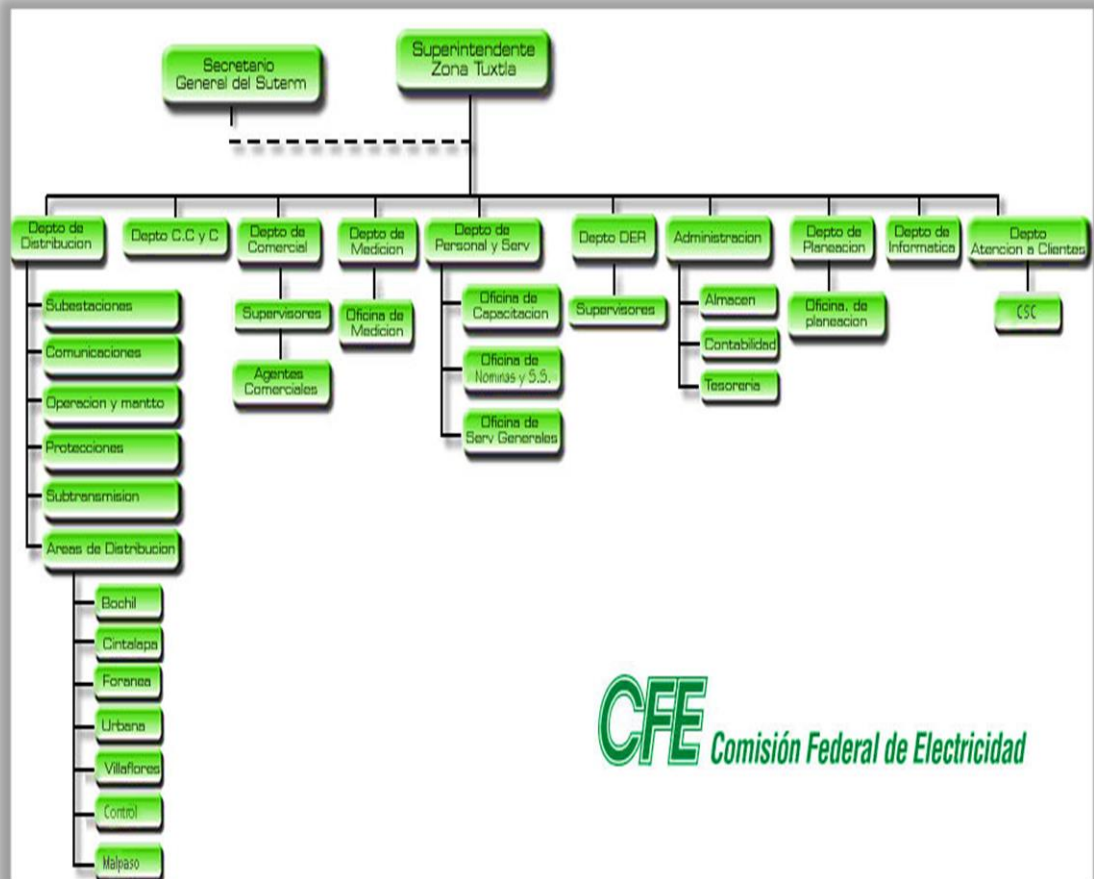 Secretario
General del Suterm
Superintendente
Zona Tuxtla
Depto de
Distribucion
Depto C.C y C
Depto de
Comercial
Depto de
Medicion
Depto de
Personal y Serv
Depto DER
Administracion
Depto de
Planeacion
Depto de
Informatica
Depto
Atencion a Clientes
Subestaciones
Comunicaciones
Operacion y mantto
Protecciones
Subtransmision
Areas de Distribucion
Bochil
Cintalapa
Foranea
Urbana
Villaflores
Control
Malpaso
Supervisores
Agentes
Comerciales
Oficina de
Medicion
Oficina de
Capacitacion
Oficina de
Nominas y S.S.
Oficina de
Serv Generales
Supervisores
Almacen
Contabilidad
Tesoreria
Oficina. de
planeacion
CSC
CFE Comisión Federal de Electricidad